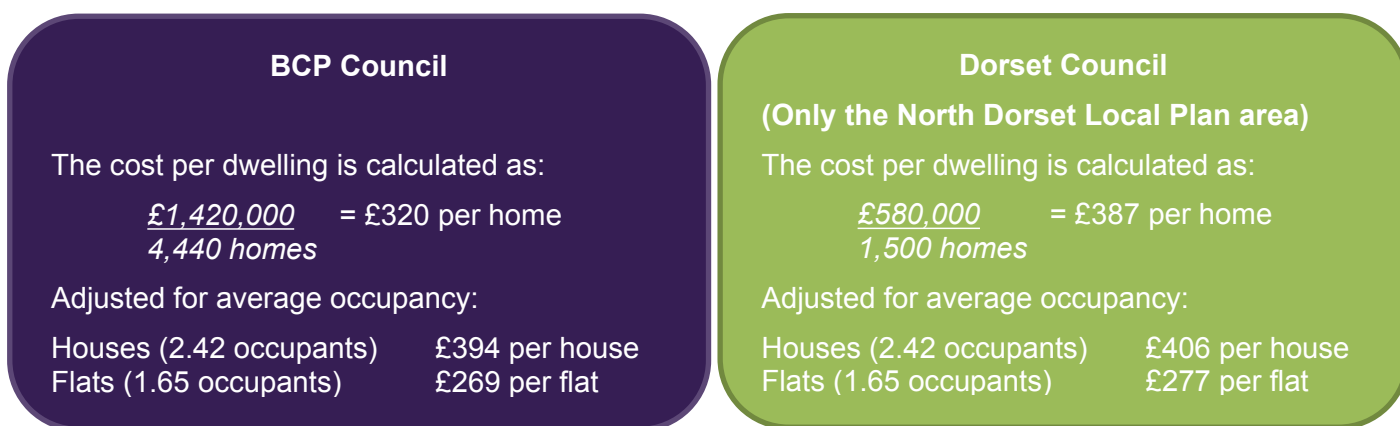 BCP Council
The cost per dwelling is calculated as:
£1,420,000 = £320 per home
4,440 homes
Adjusted for average occupancy:
Houses (2.42 occupants) £394 per house
Flats (1.65 occupants) £269 per flat
Dorset Council
(Only the North Dorset Local Plan area)
The cost per dwelling is calculated as:
£580,000 = £387 per home
1,500 homes
Adjusted for average occupancy:
Houses (2.42 occupants) £406 per house
Flats (1.65 occupants) £277 per flat